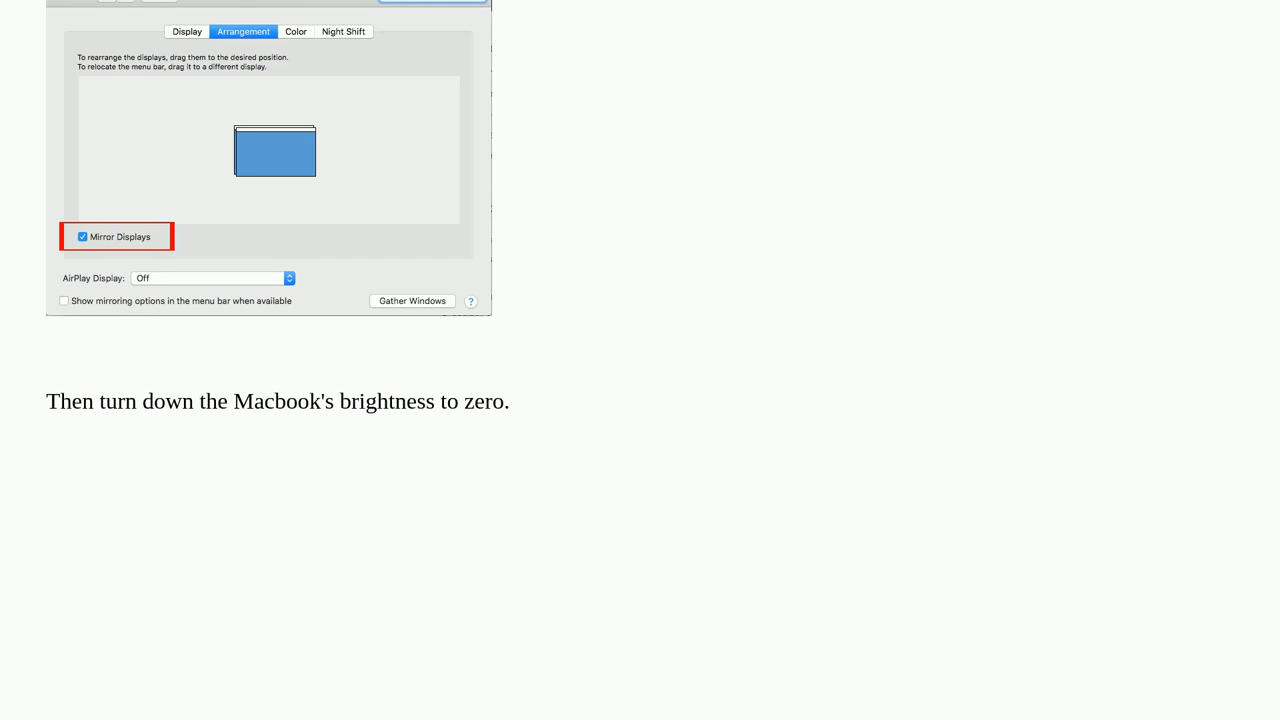 Display Arrangement Color Night Shift
To rearrange the displays, drag them to the desired position.
To relocate the menu bar, drag it to a different display.
Mirror Displays
AirPlay Display: Off
Show mirroring options in the menu bar when available Gather Windows ?
Then turn down the Macbook's brightness to zero.